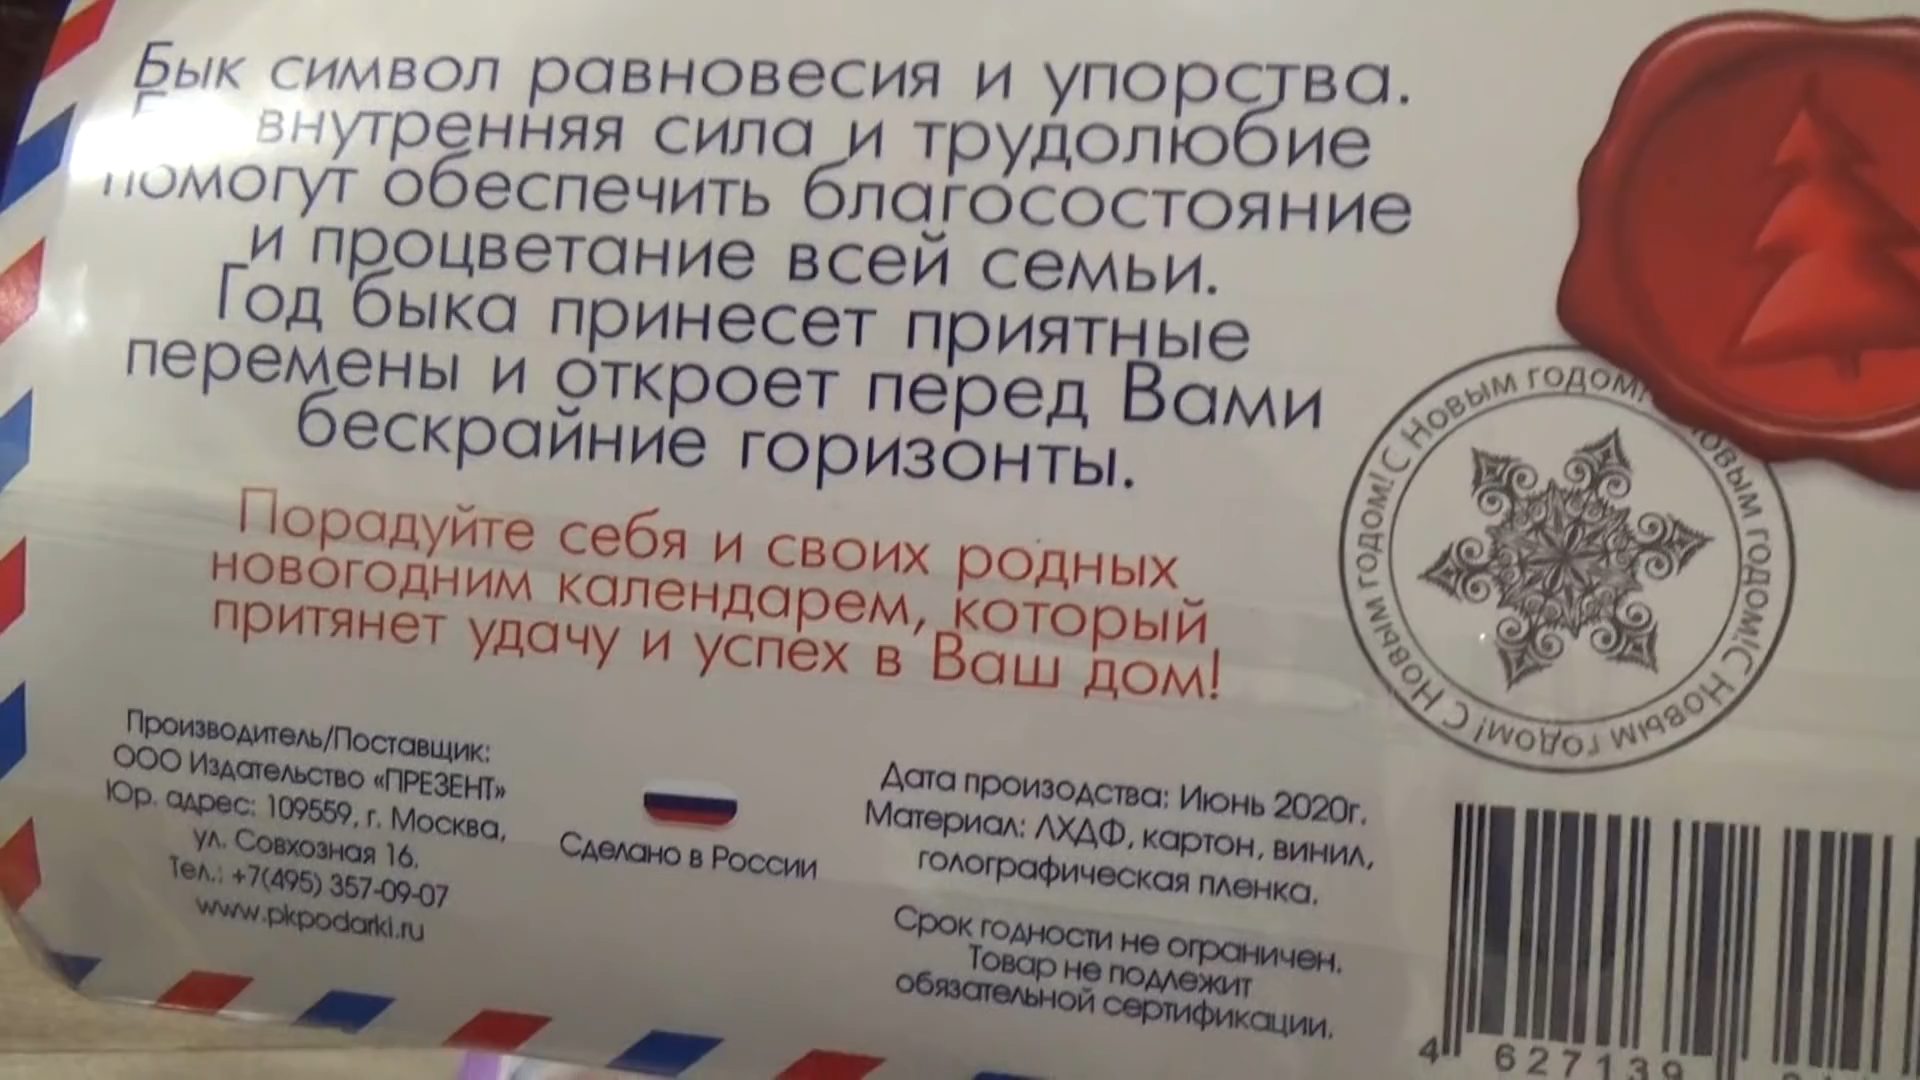 Бык символ равновесия и упорства.
внутренняя сила и трудолюбие
помогут обеспечить благосостояние
и процветание всей семьи.
Год быка принесет приятные
перемены и откроет перед Вами
бескрайние горизонты.
Порадуйте себя и своих родных
новогодним календарем, который
притянет удачу и успех в Ваш дом!
С Новым годом! С Новым годом! С Новым годом! С Новым годом!
Производитель/Поставщик:
ООО Издательство «ПРЕЗЕНТ»
Юр. адрес: 109559, г. Москва,
ул. Совхозная 16.
Тел.: +7(495) 357-09-07
www.pkpodarki.ru
Сделано в России
Дата произодства: Июнь 2020г.
Материал: ЛХДФ, картон, винил,
голографическая пленка.
Срок годности не ограничен.
Товар не подлежит
обязательной сертификации.
4 627139